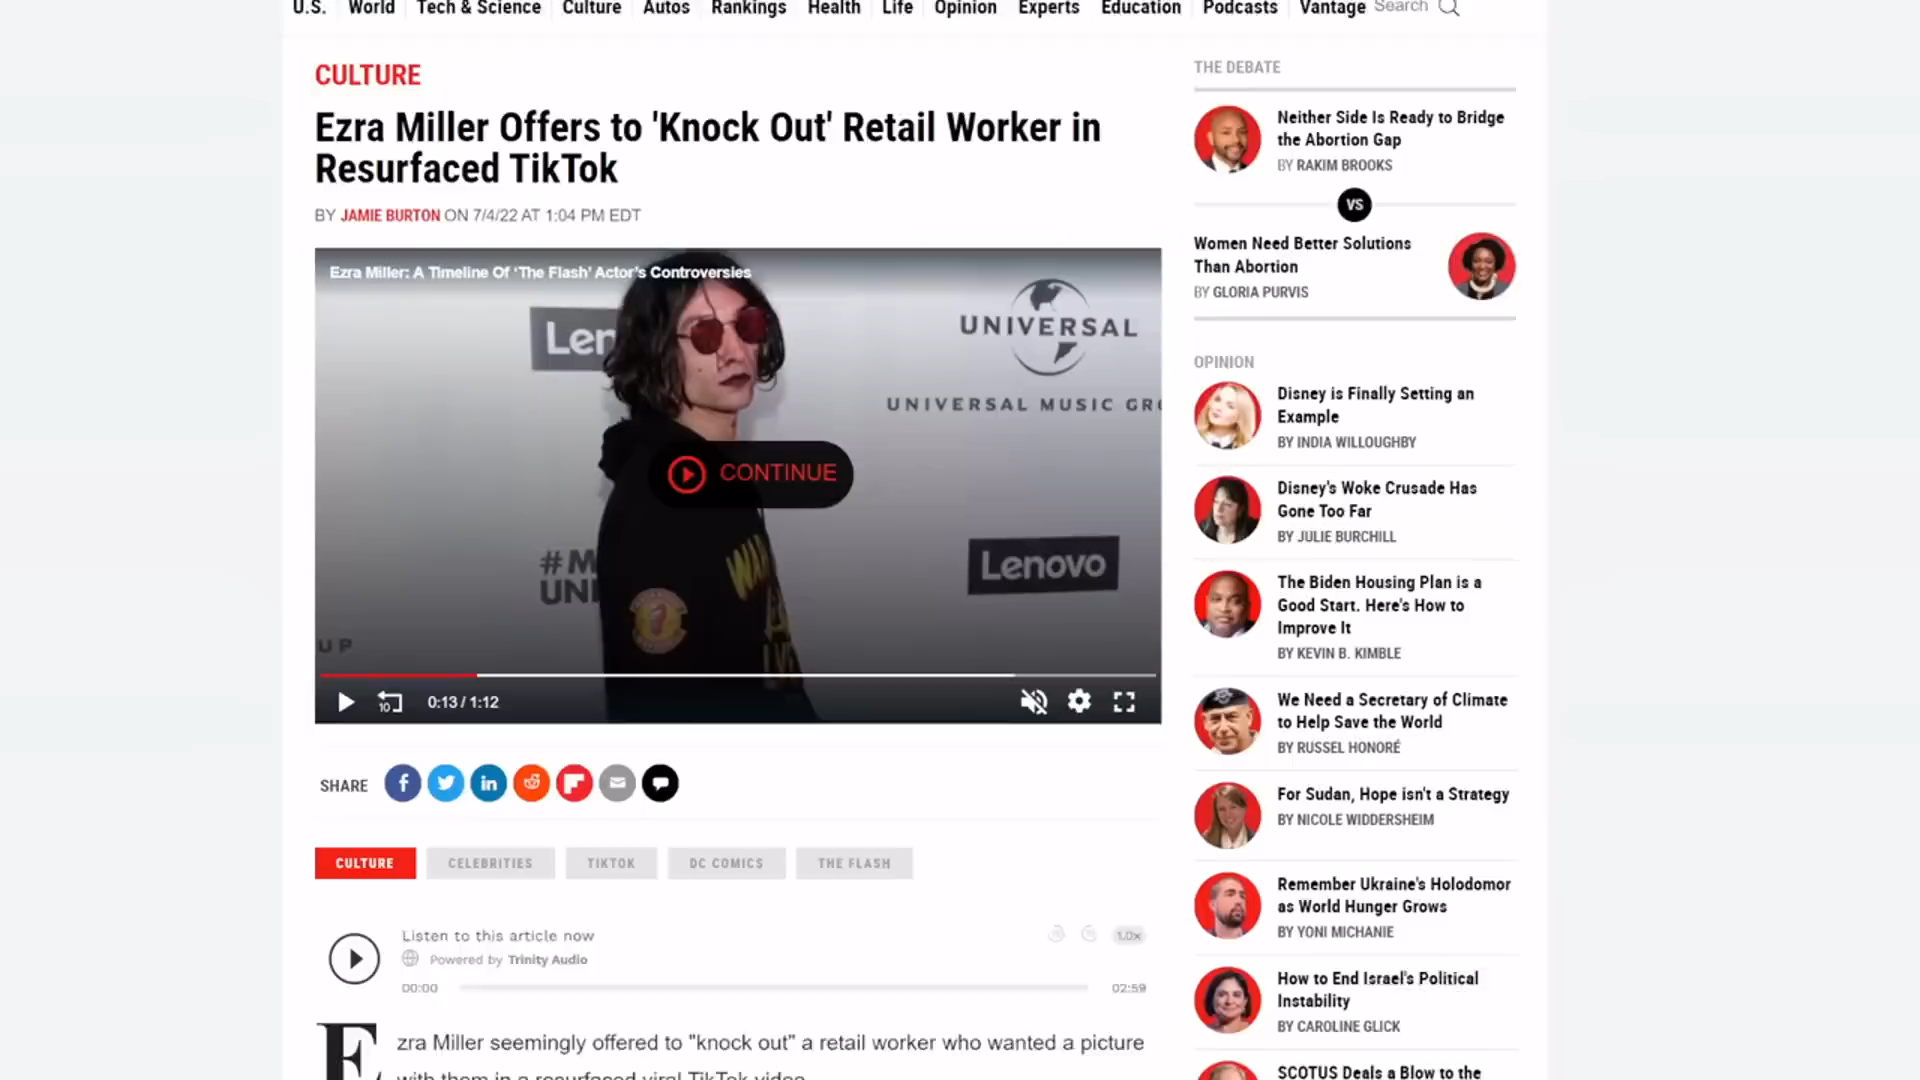 U.S. World Tech & Science Culture Autos Rankings Health Life Opinion Experts Education Podcasts Vantage Search
CULTURE
Ezra Miller Offers to 'Knock Out' Retail Worker in
Resurfaced TikTok
BY JAMIE BURTON ON 7/4/22 AT 1:04 PM EDT
Ezra Miller: A Timeline Of 'The Flash' Actor's Controversies
Len
UNIVERSAL
UNIVERSAL MUSIC GR
CONTINUE
#M
UNI
Lenovo
UP
10
0:13 / 1:12
SHARE
CULTURE CELEBRITIES TIKTOK DC COMICS THE FLASH
Listen to this article now
1.0x
Powered by Trinity Audio
00:00 02:59
Ezra Miller seemingly offered to "knock out" a retail worker who wanted a picture
with them in a resurfaced viral TikTok video.
THE DEBATE
Neither Side Is Ready to Bridge
the Abortion Gap
BY RAKIM BROOKS
VS
Women Need Better Solutions
Than Abortion
BY GLORIA PURVIS
OPINION
Disney is Finally Setting an
Example
BY INDIA WILLOUGHBY
Disney's Woke Crusade Has
Gone Too Far
BY JULIE BURCHILL
The Biden Housing Plan is a
Good Start. Here's How to
Improve It
BY KEVIN B. KIMBLE
We Need a Secretary of Climate
to Help Save the World
BY RUSSEL HONORÉ
For Sudan, Hope isn't a Strategy
BY NICOLE WIDDERSHEIM
Remember Ukraine's Holodomor
as World Hunger Grows
BY YONI MICHANIE
How to End Israel's Political
Instability
BY CAROLINE GLICK
SCOTUS Deals a Blow to the